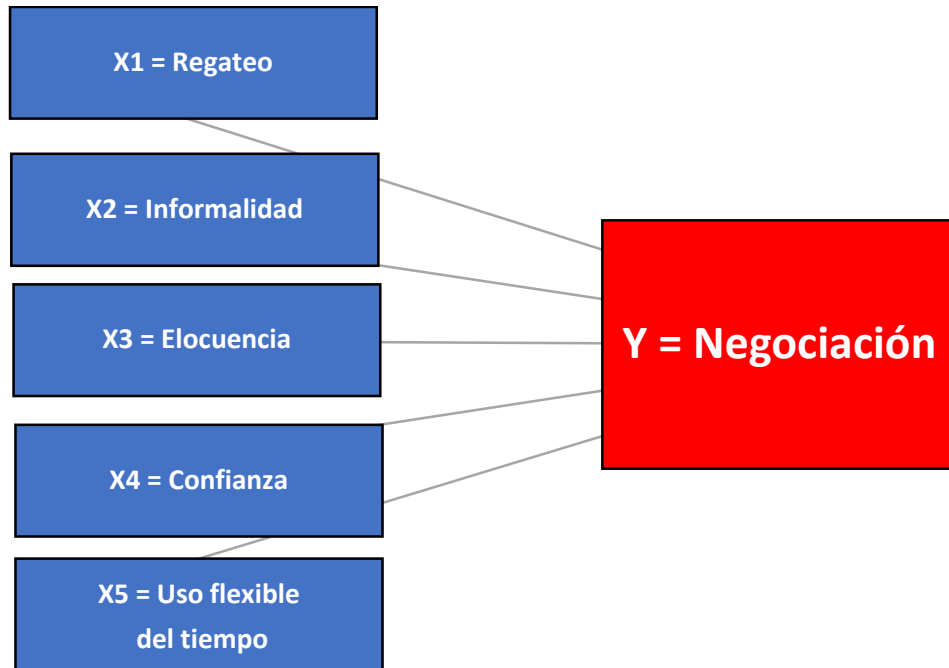 X1 = Regateo
X2 = Informalidad
X3 = Elocuencia
Y = Negociación
X4 = Confianza
X5 = Uso flexible
del tiempo